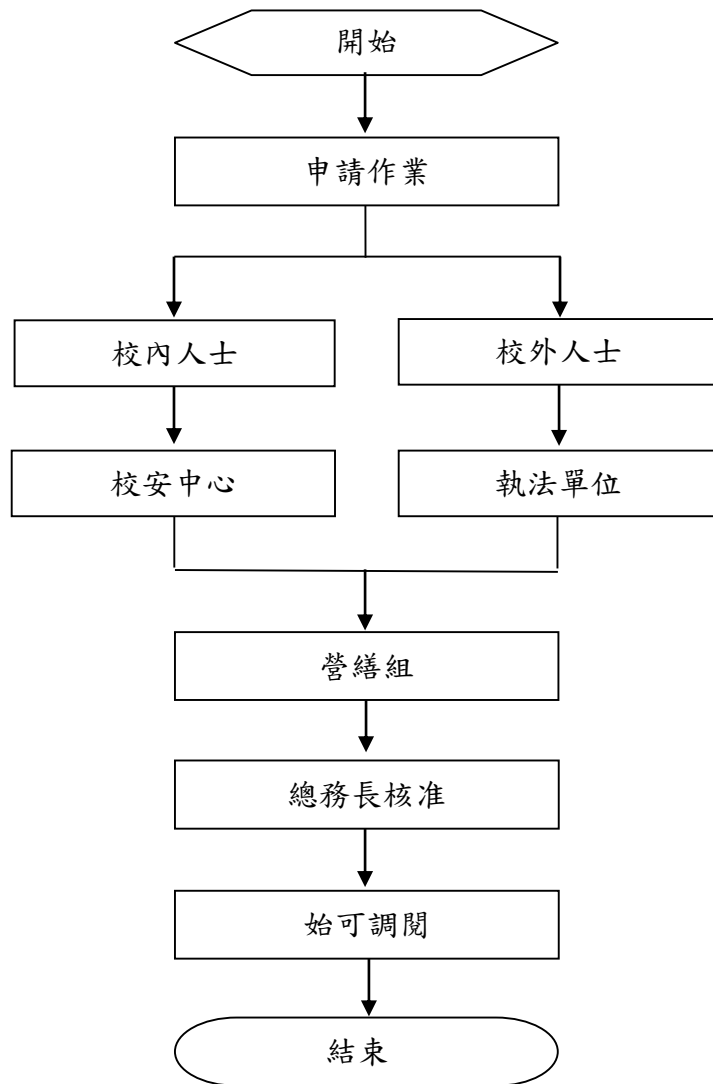 開始
申請作業
校內人士
校外人士
校安中心
執法單位
營繕組
總務長核准
始可調閱
結束